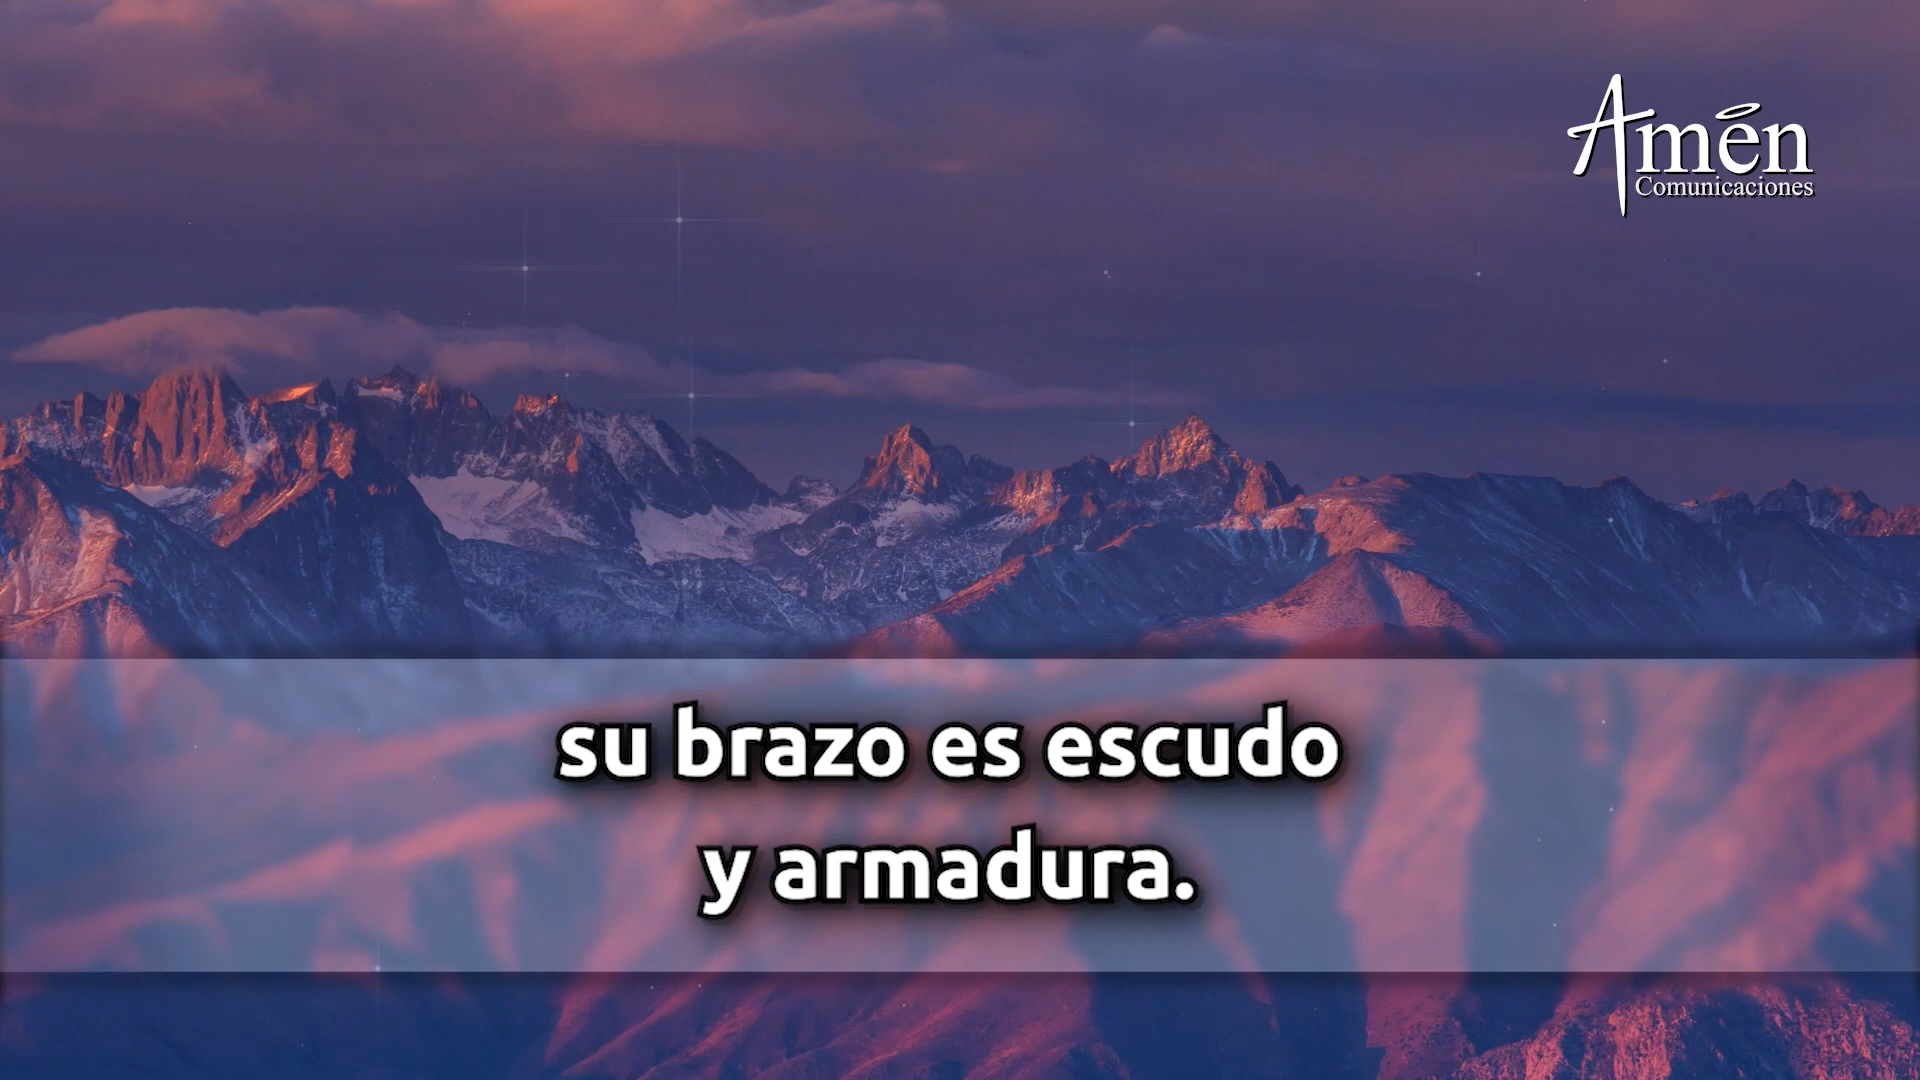 Amén
Comunicaciones
su brazo es escudo
y armadura.